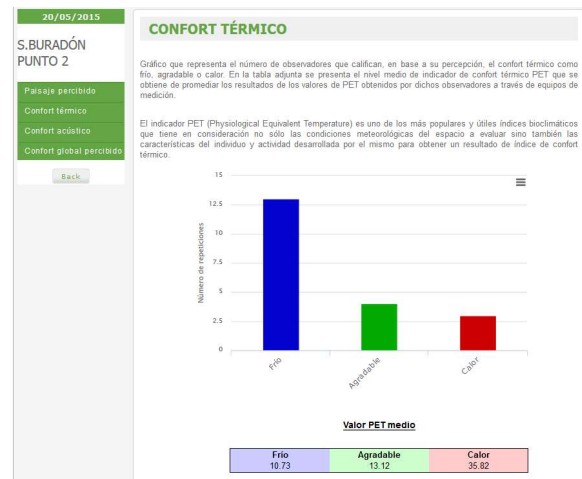 20/05/2015
S.BURADÓN
PUNTO 2
Paisaje percibido
Confort térmico
Confort acústico
Confort global percibido
Back
CONFORT TÉRMICO
Gráfico que representa el número de observadores que califican, en base a su percepción, el confort térmico como
frío, agradable o calor. En la tabla adjunta se presenta el nivel medio de indicador de confort térmico PET que se
obtiene de promediar los resultados de los valores de PET obtenidos por dichos observadores a través de equipos de
medición.
El indicador PET (Physiological Equivalent Temperature) es uno de los más populares y útiles índices bioclimáticos
que tiene en consideración no sólo las condiciones meteorológicas del espacio a evaluar sino también las
características del individuo y actividad desarrollada por el mismo para obtener un resultado de índice de confort
térmico.
15
12.5
10
7.5
5
2.5
0
Número de repeticiones
Frío
Agradable
Calor
Valor PET medio
Frío Agradable Calor
10.73 13.12 35.82